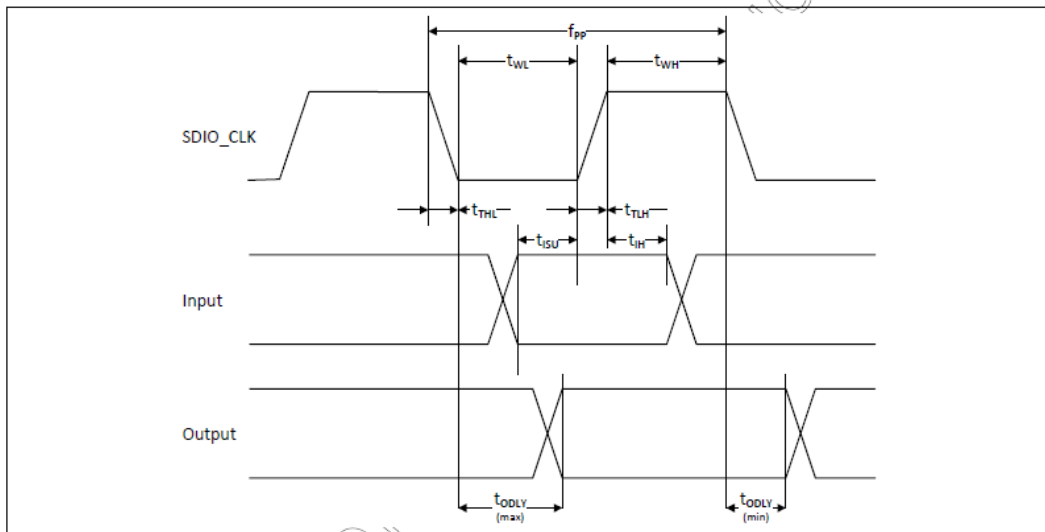 fPP
tWL
tWH
SDIO_CLK
tTHL
tTLH
tISU
tIH
Input
Output
tODLY
(max)
tODLY
(min)